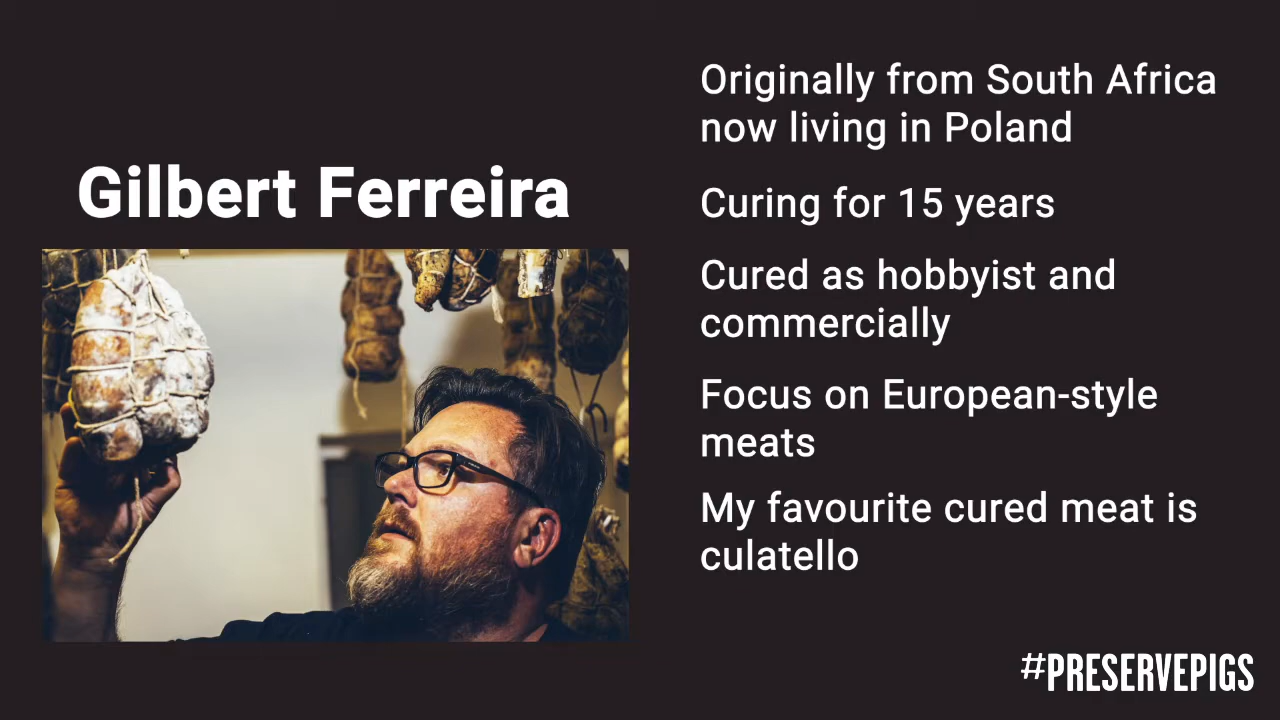 Gilbert Ferreira
Originally from South Africa
now living in Poland
Curing for 15 years
Cured as hobbyist and
commercially
Focus on European-style
meats
My favourite cured meat is
culatello
#PRESERVEPIGS